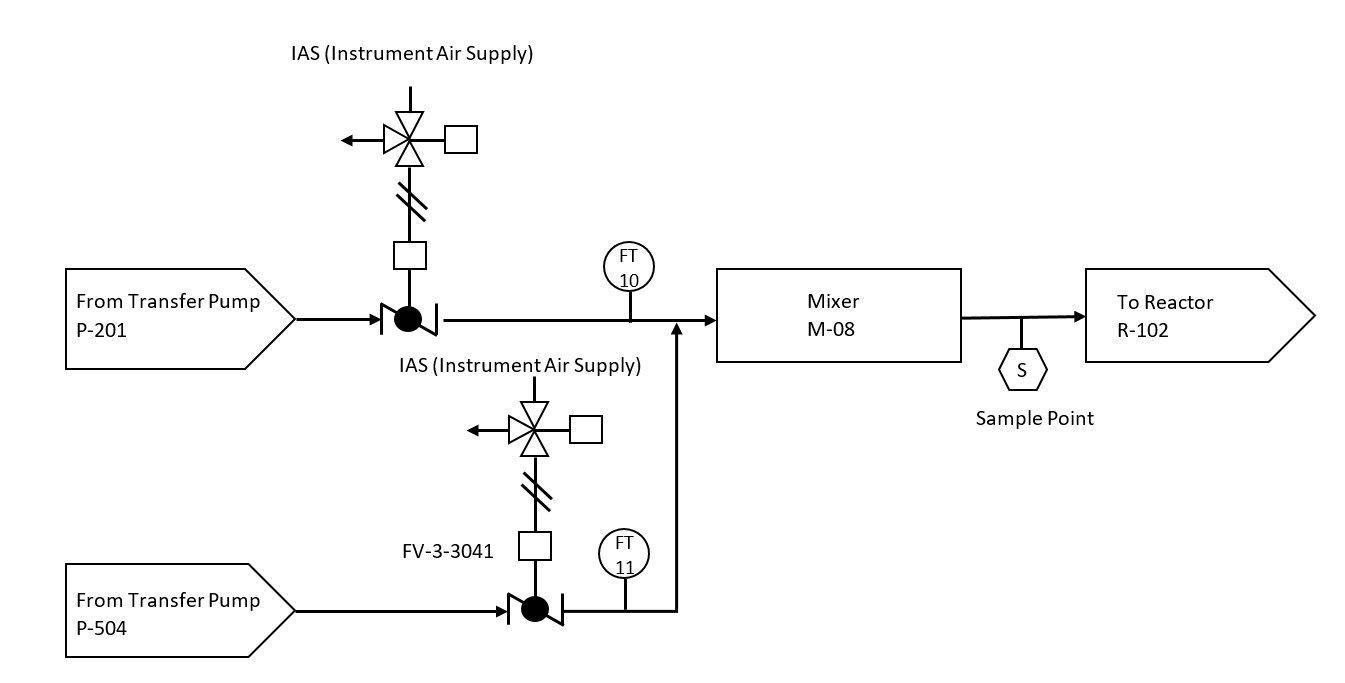 IAS (Instrument Air Supply)
FT
10
From Transfer Pump
P-201
Mixer
M-08
To Reactor
R-102
IAS (Instrument Air Supply)
S
Sample Point
FV-3-3041
FT
11
From Transfer Pump
P-504